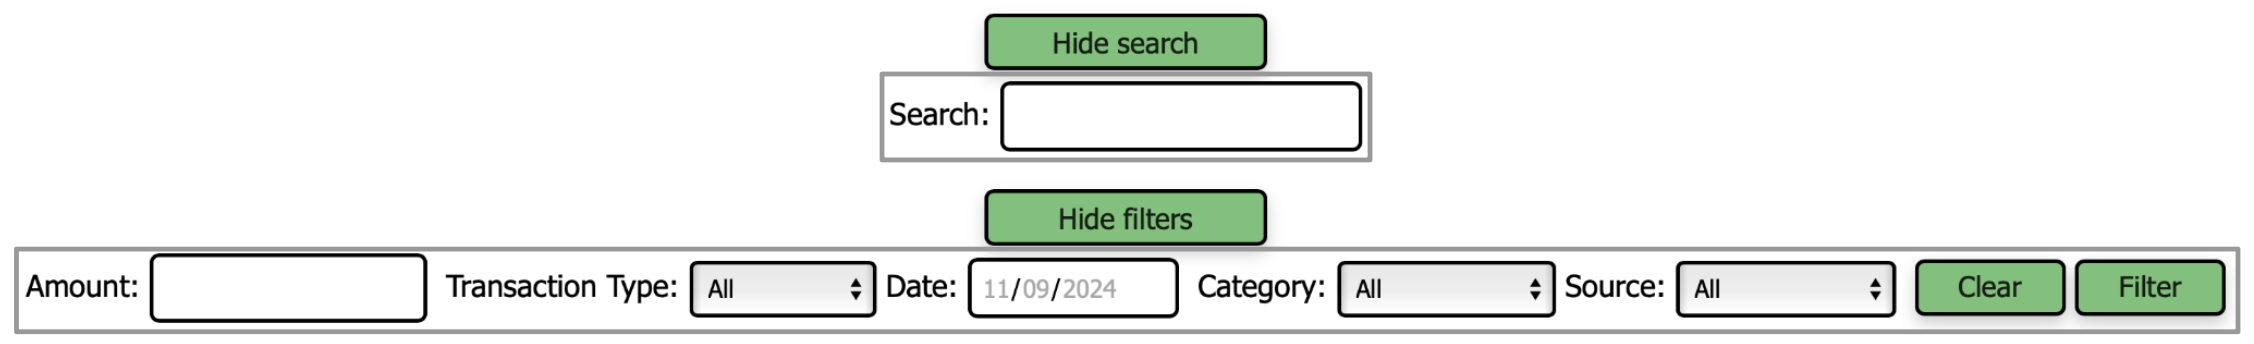 Hide search
Search:
Hide filters
Amount: Transaction Type: All Date: 11/09/2024 Category: All Source: All Clear Filter